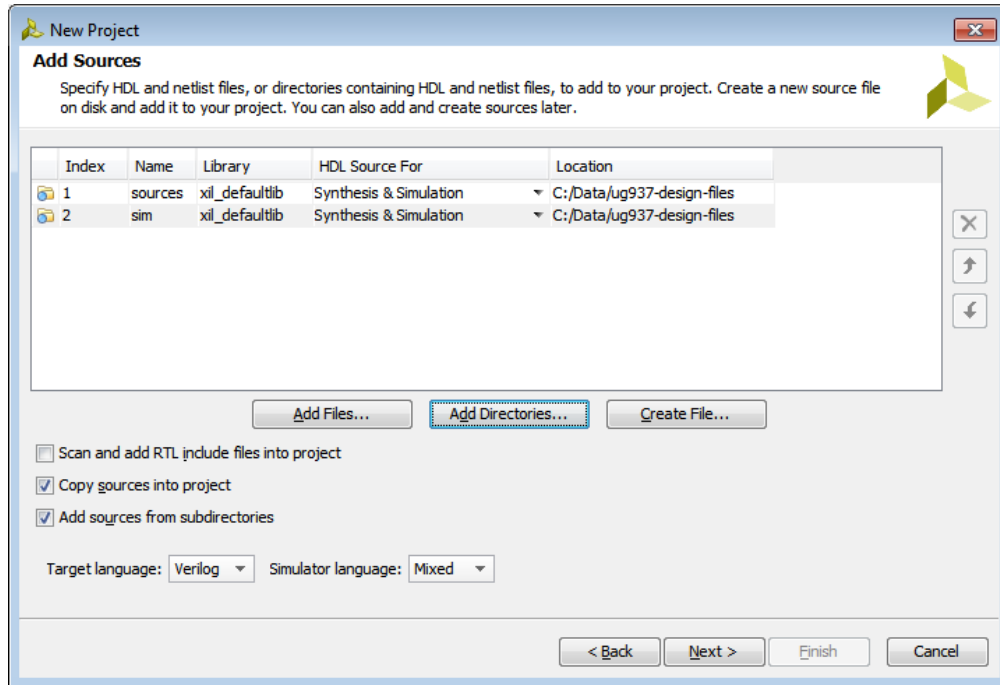 New Project
Add Sources
Specify HDL and netlist files, or directories containing HDL and netlist files, to add to your project. Create a new source file
on disk and add it to your project. You can also add and create sources later.
Index Name Library HDL Source For Location
1 sources xil_defaultlib Synthesis & Simulation C:/Data/ug937-design-files
2 sim xil_defaultlib Synthesis & Simulation C:/Data/ug937-design-files
Add Files... Add Directories... Create File...
Scan and add RTL include files into project
Copy sources into project
Add sources from subdirectories
Target language: Verilog Simulator language: Mixed
< Back Next > Finish Cancel